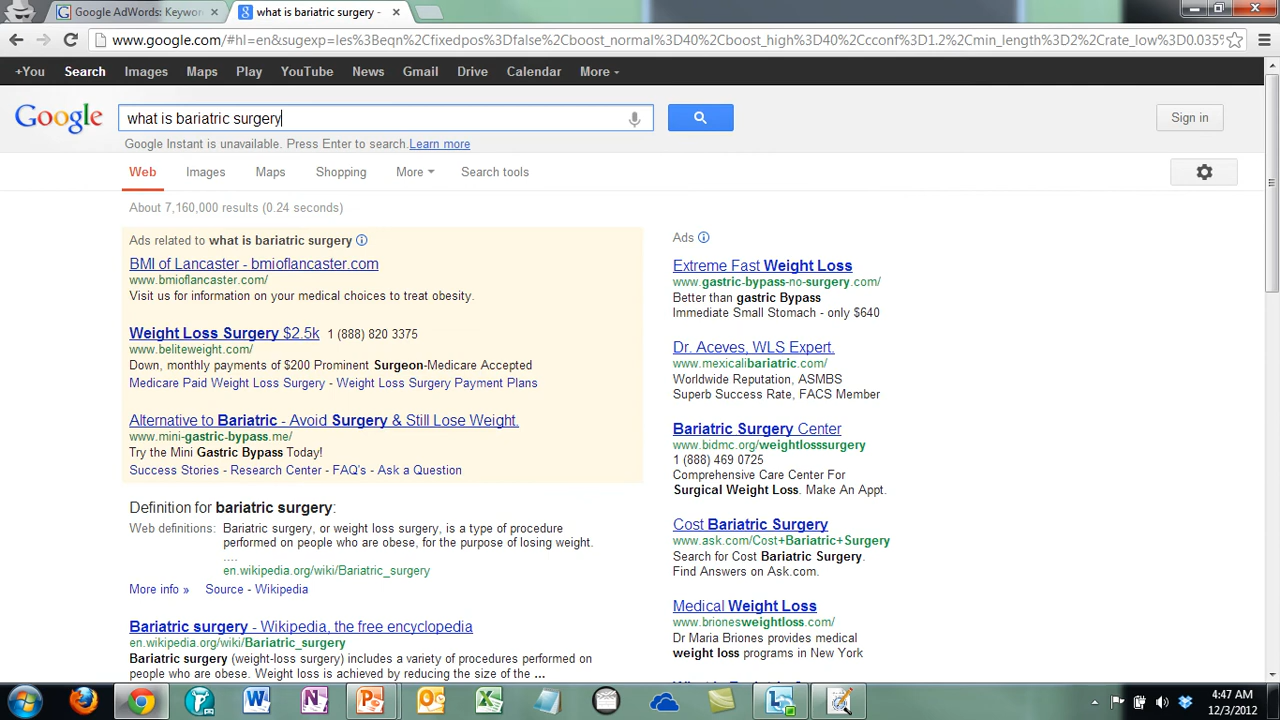 Google AdWords: Keywor
what is bariatric surgery -
www.google.com/#hl=en&sugexp=les%3Beqn%2Cfixedpos%3Dfalse%2Cboost_normal%3D40%2Cboost_high%3D40%2Cconf%3D1.2%2Cmin_length%3D2%2Crate_low%3D0.035
+You Search Images Maps Play YouTube News Gmail Drive Calendar More
Google
what is bariatric surgery
Sign in
Google Instant is unavailable. Press Enter to search. Learn more
Web Images Maps Shopping More Search tools
About 7,160,000 results (0.24 seconds)
Ads related to what is bariatric surgery
BMI of Lancaster - bmioflancaster.com
www.bmioflancaster.com/
Visit us for information on your medical choices to treat obesity.
Weight Loss Surgery $2.5k 1 (888) 820 3375
www.beliteweight.com/
Down, monthly payments of $200 Prominent Surgeon-Medicare Accepted
Medicare Paid Weight Loss Surgery - Weight Loss Surgery Payment Plans
Alternative to Bariatric - Avoid Surgery & Still Lose Weight.
www.mini-gastric-bypass.me/
Try the Mini Gastric Bypass Today!
Success Stories - Research Center - FAQ's - Ask a Question
Definition for bariatric surgery:
Web definitions: Bariatric surgery, or weight loss surgery, is a type of procedure
performed on people who are obese, for the purpose of losing weight.
....
en.wikipedia.org/wiki/Bariatric_surgery
More info » Source - Wikipedia
Bariatric surgery - Wikipedia, the free encyclopedia
en.wikipedia.org/wiki/Bariatric_surgery
Bariatric surgery (weight-loss surgery) includes a variety of procedures performed on
people who are obese. Weight loss is achieved by reducing the size of the ...
Ads
Extreme Fast Weight Loss
www.gastric-bypass-no-surgery.com/
Better than gastric Bypass
Immediate Small Stomach - only $640
Dr. Aceves, WLS Expert.
www.mexicalibariatric.com/
Worldwide Reputation, ASMBS
Superb Success Rate, FACS Member
Bariatric Surgery Center
www.bidmc.org/weightlosssurgery
1 (888) 469 0725
Comprehensive Care Center For
Surgical Weight Loss. Make An Appt.
Cost Bariatric Surgery
www.ask.com/Cost+Bariatric+Surgery
Search for Cost Bariatric Surgery.
Find Answers on Ask.com.
Medical Weight Loss
www.brionesweightloss.com/
Dr Maria Briones provides medical
weight loss programs in New York
4:47 AM
12/3/2012